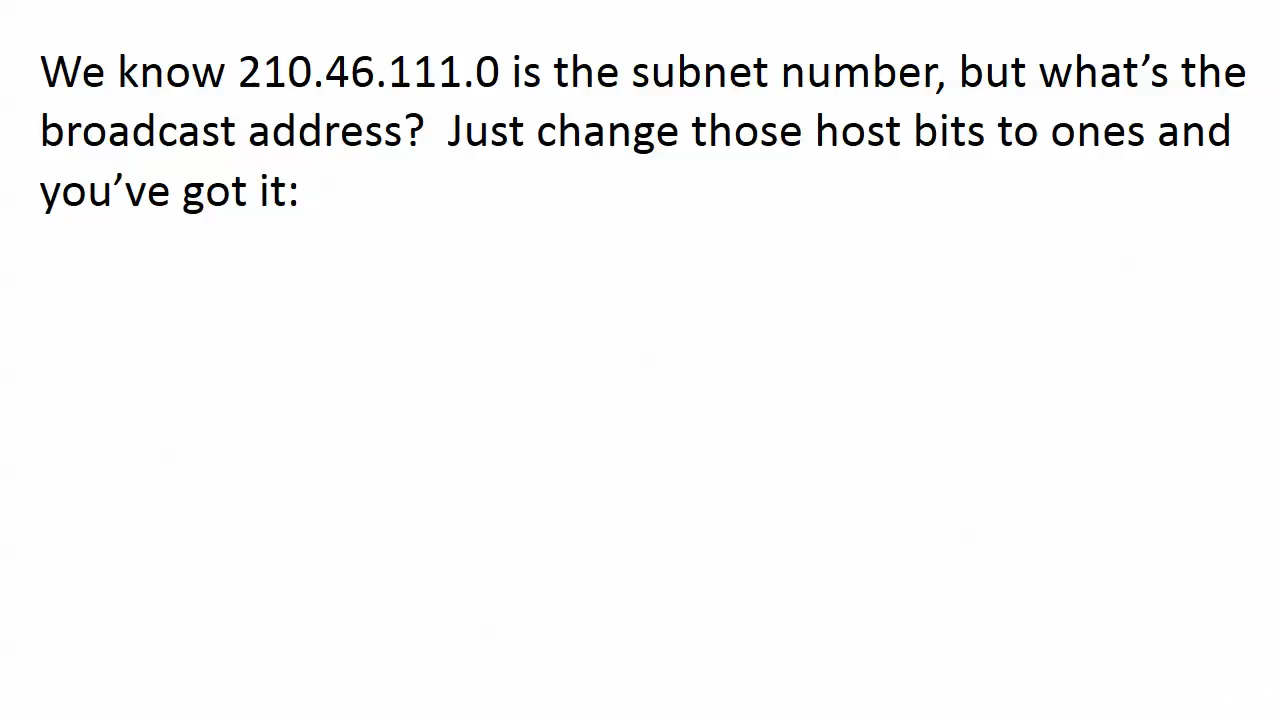 We know 210.46.111.0 is the subnet number, but what’s the
broadcast address?  Just change those host bits to ones and
you’ve got it: